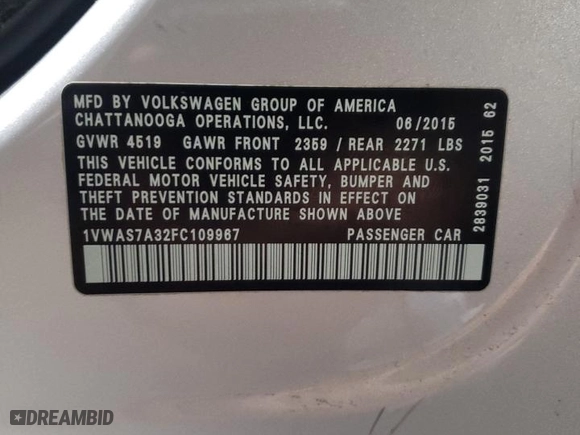 MFD BY VOLKSWAGEN GROUP OF AMERICA
CHATTANOOGA OPERATIONS, LLC. 06/2015
GVWR 4519 GAWR FRONT 2359 / REAR 2271 LBS
THIS VEHICLE CONFORMS TO ALL APPLICABLE U.S.
FEDERAL MOTOR VEHICLE SAFETY, BUMPER AND
THEFT PREVENTION STANDARDS IN EFFECT ON
THE DATE OF MANUFACTURE SHOWN ABOVE
1VWAS7A32FC109967 PASSENGER CAR
2839031 2015 62
DREAMBID